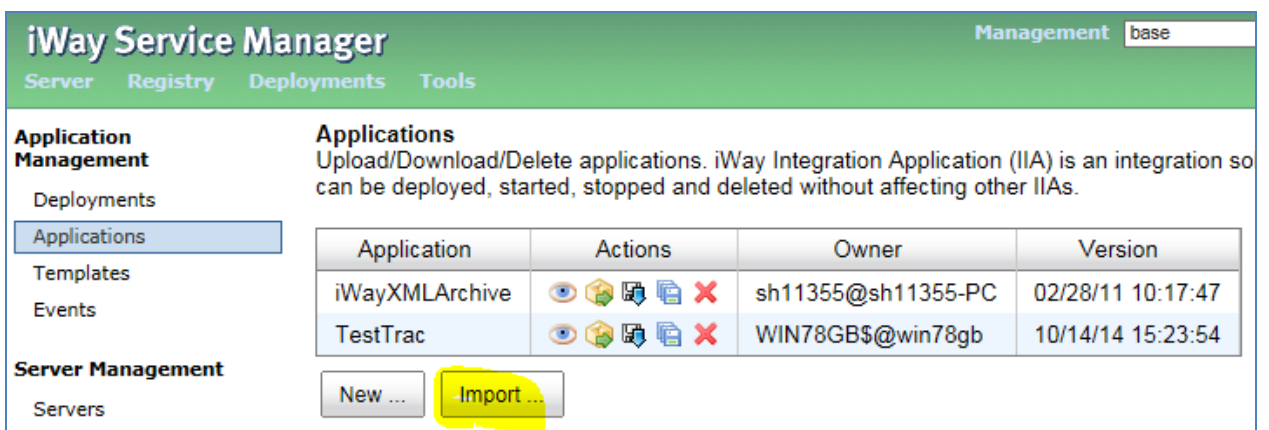 iWay Service Manager
Management base
Server Registry Deployments Tools
Application
Management
Deployments
Applications
Templates
Events
Server Management
Servers
Applications
Upload/Download/Delete applications. iWay Integration Application (IIA) is an integration so
can be deployed, started, stopped and deleted without affecting other IIAs.
Application Actions Owner Version
iWayXMLArchive sh11355@sh11355-PC 02/28/11 10:17:47
TestTrac WIN78GB$@win78gb 10/14/14 15:23:54
New ... Import ...